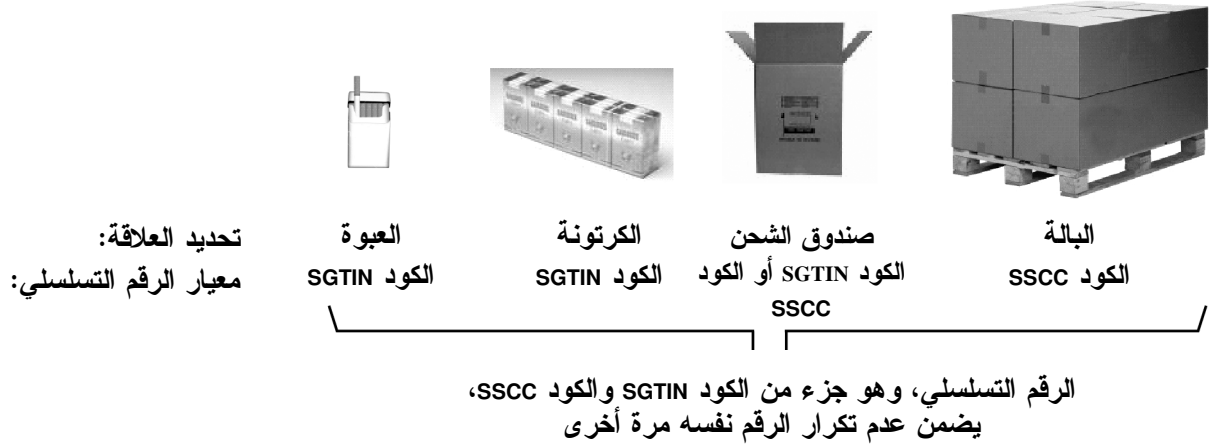 تحديد العلاقة: العبوة الكرتونة صندوق الشحن البالة
معيار الرقم التسلسلي: الكود SGTIN الكود SGTIN الكود SGTIN أو الكود SSCC الكود SSCC
الرقم التسلسلي، وهو جزء من الكود SGTIN والكود SSCC،
يضمن عدم تكرار الرقم نفسه مرة أخرى